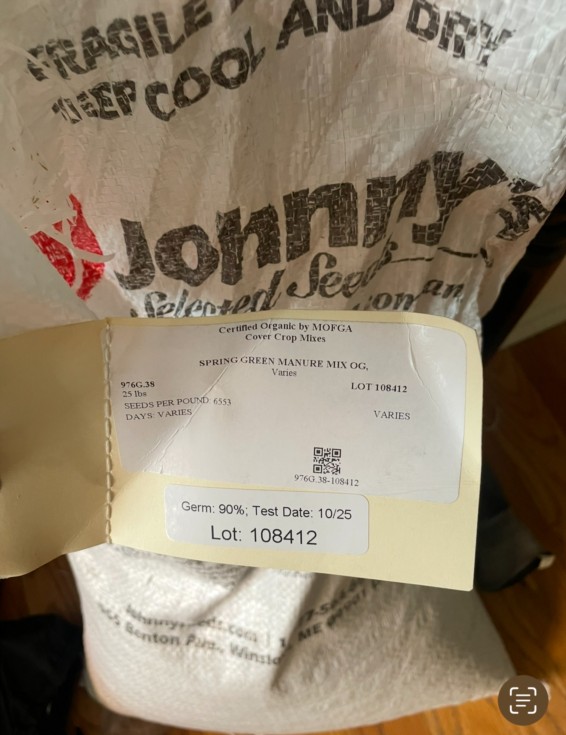 FRAGILE
KEEP COOL AND DRY
Johnny's
Selected Seeds
Certified Organic by MOFGA
Cover Crop Mixes
SPRING GREEN MANURE MIX OG,
Varies
976G.38
LOT 108412
25 lbs
SEEDS PER POUND: 6553
DAYS: VARIES
VARIES
976G.38-108412
Germ: 90%; Test Date: 10/25
Lot: 108412
Benton
ME